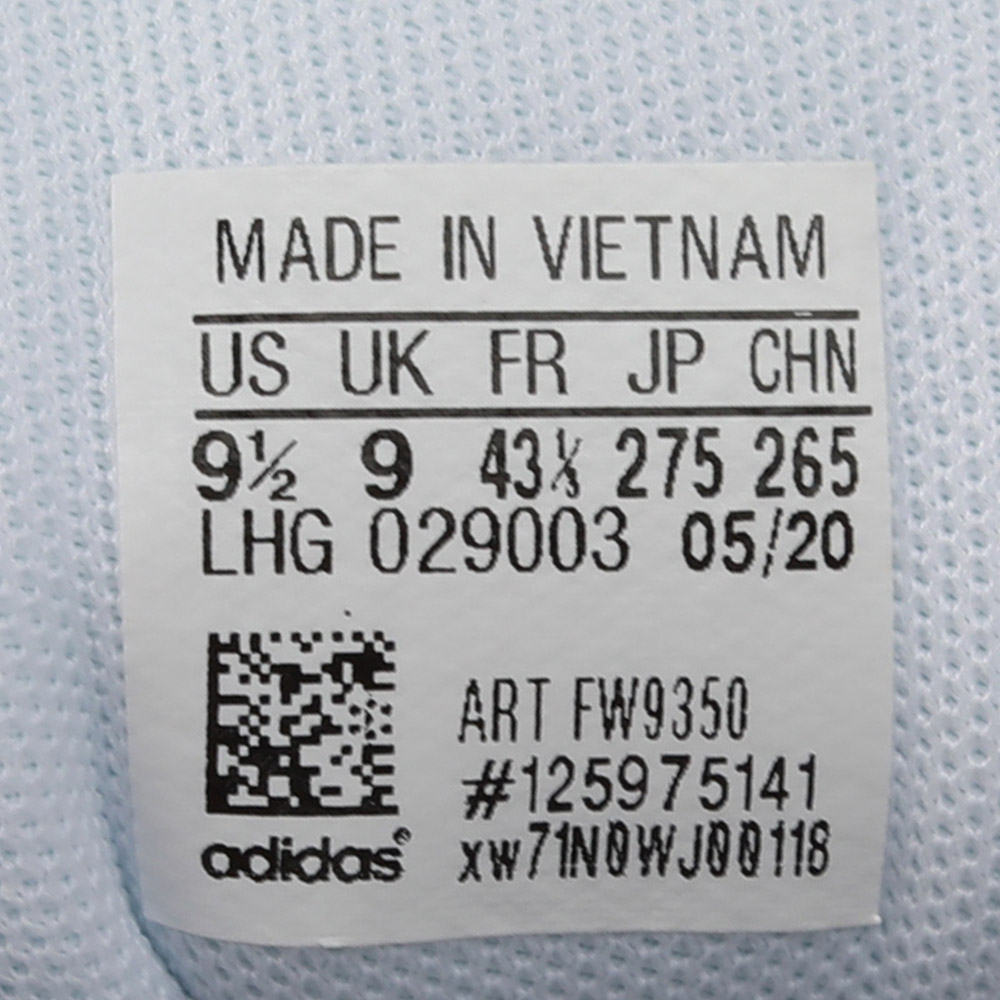 MADE IN VIETNAM
US UK FR JP CHN
9½ 9 43⅓ 275 265
LHG 029003 05/20
ART FW9350
#125975141
xw71N0WJ00118
adidas®